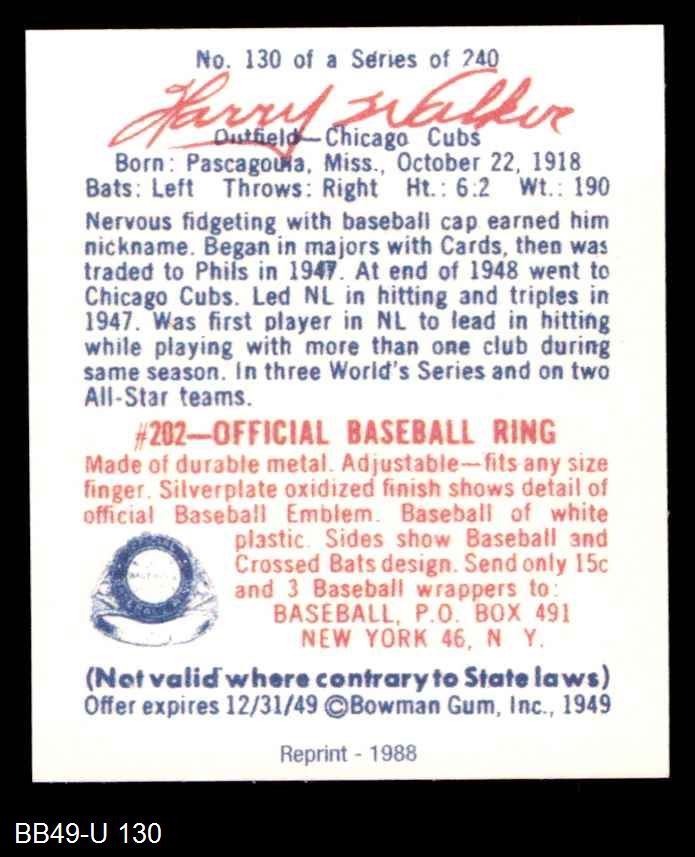 No. 130 of a Series of 240
Harry Walker
Outfield—Chicago Cubs
Born: Pascagoula, Miss., October 22, 1918
Bats: Left Throws: Right Ht.: 6:2 Wt.: 190
Nervous fidgeting with baseball cap earned him
nickname. Began in majors with Cards, then was
traded to Phils in 1947. At end of 1948 went to
Chicago Cubs. Led NL in hitting and triples in
1947. Was first player in NL to lead in hitting
while playing with more than one club during
same season. In three World's Series and on two
All-Star teams.
#202—OFFICIAL BASEBALL RING
Made of durable metal. Adjustable—fits any size
finger. Silverplate oxidized finish shows detail of
official Baseball Emblem. Baseball of white
plastic. Sides show Baseball and
Crossed Bats design. Send only 15c
and 3 Baseball wrappers to:
BASEBALL, P.O. BOX 491
NEW YORK 46, N Y.
(Not valid where contrary to State laws)
Offer expires 12/31/49 ©Bowman Gum, Inc., 1949
Reprint - 1988
BB49-U 130